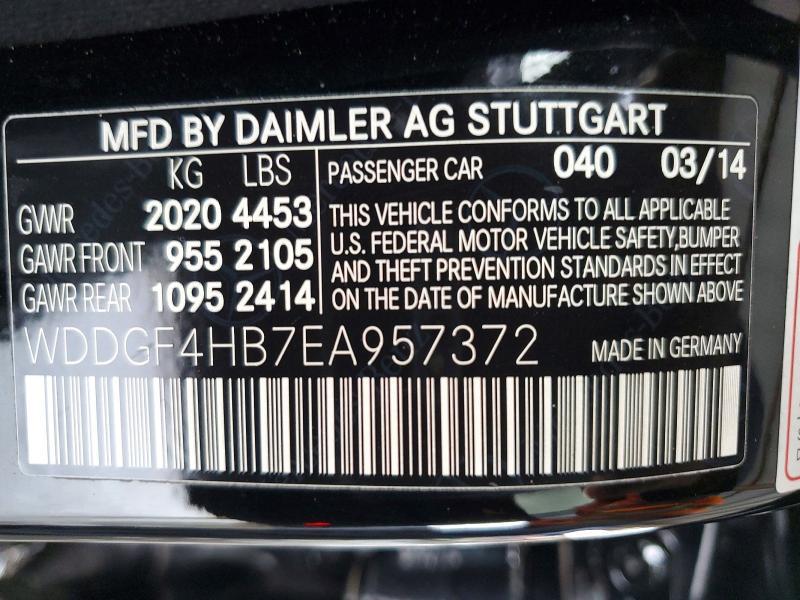 MFD BY DAIMLER AG STUTTGART
KG LBS
GVWR 2020 4453
GAWR FRONT 955 2105
GAWR REAR 1095 2414
PASSENGER CAR 040 03/14
THIS VEHICLE CONFORMS TO ALL APPLICABLE
U.S. FEDERAL MOTOR VEHICLE SAFETY,BUMPER
AND THEFT PREVENTION STANDARDS IN EFFECT
ON THE DATE OF MANUFACTURE SHOWN ABOVE
WDDGF4HB7EA957372 MADE IN GERMANY